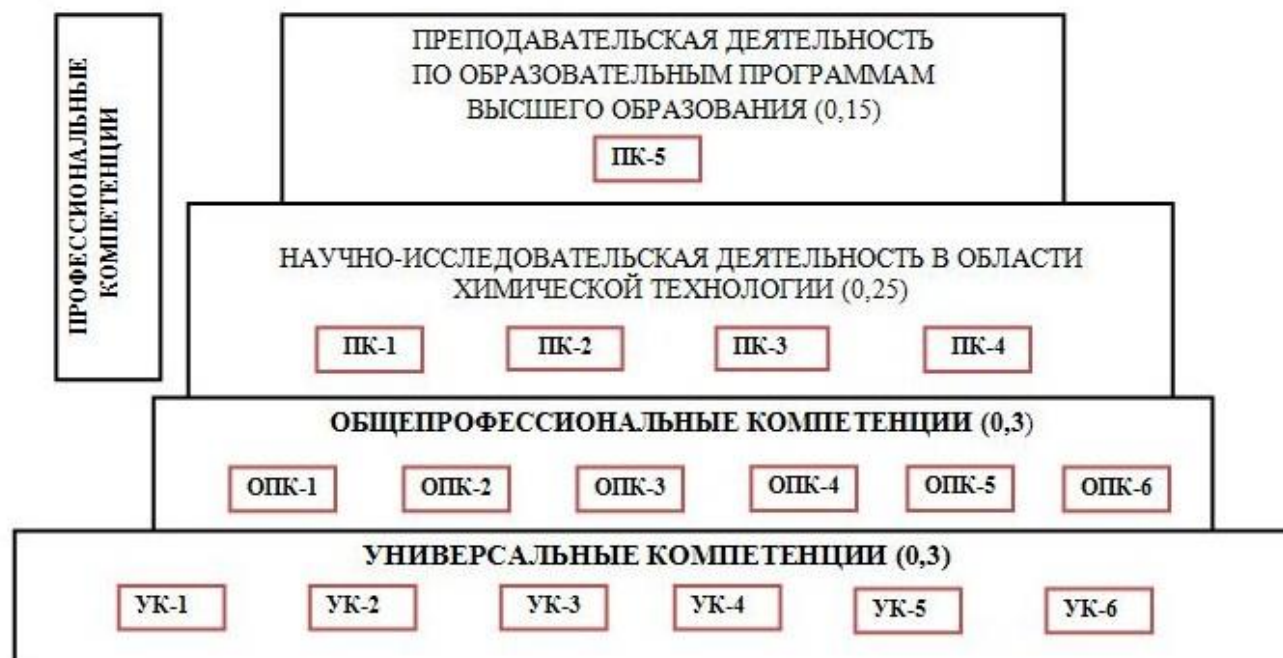 ПРОФЕССИОНАЛЬНЫЕ
КОМПЕТЕНЦИИ
ПРЕПОДАВАТЕЛЬСКАЯ ДЕЯТЕЛЬНОСТЬ
ПО ОБРАЗОВАТЕЛЬНЫМ ПРОГРАММАМ
ВЫСШЕГО ОБРАЗОВАНИЯ (0,15)
ПК-5
НАУЧНО-ИССЛЕДОВАТЕЛЬСКАЯ ДЕЯТЕЛЬНОСТЬ В ОБЛАСТИ
ХИМИЧЕСКОЙ ТЕХНОЛОГИИ (0,25)
ПК-1 ПК-2 ПК-3 ПК-4
ОБЩЕПРОФЕССИОНАЛЬНЫЕ КОМПЕТЕНЦИИ (0,3)
ОПК-1 ОПК-2 ОПК-3 ОПК-4 ОПК-5 ОПК-6
УНИВЕРСАЛЬНЫЕ КОМПЕТЕНЦИИ (0,3)
УК-1 УК-2 УК-3 УК-4 УК-5 УК-6